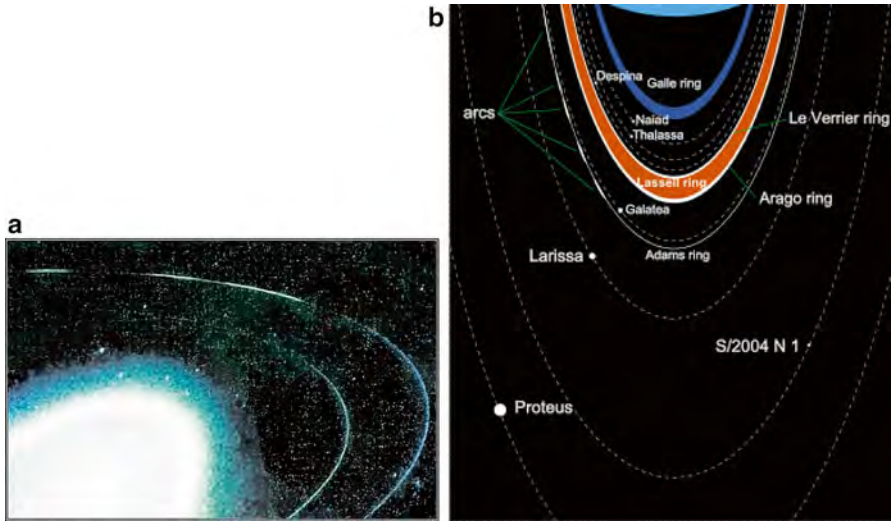 a
b
Despina
Galle ring
arcs
Naiad
Thalassa
Le Verrier ring
Lassell ring
Arago ring
Galatea
Adams ring
Larissa
S/2004 N 1
Proteus